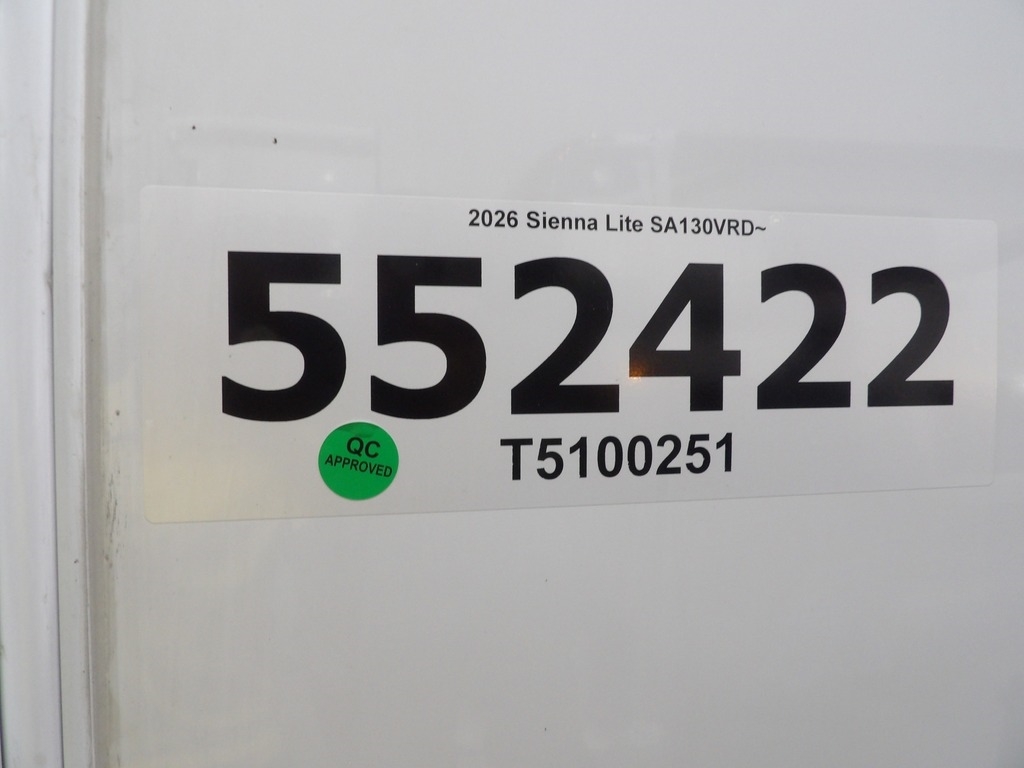 2026 Sienna Lite SA130VRD~
552422
QC
APPROVED
T5100251